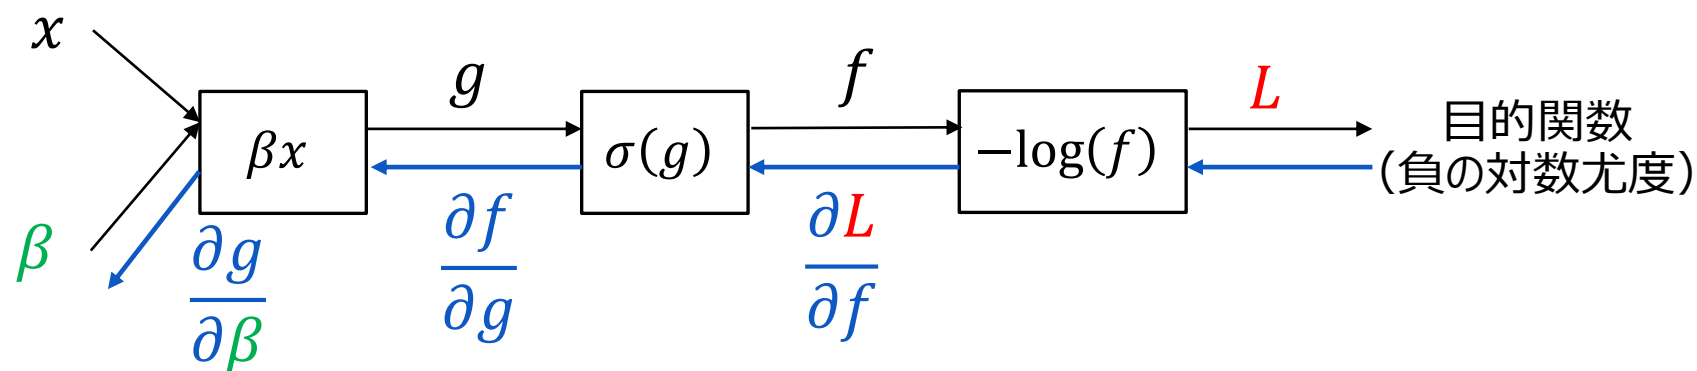 x
g
f
L
目的関数
(負の対数尤度)
βx
σ(g)
−log(f)
β
∂g
∂β
∂f
∂g
∂L
∂f